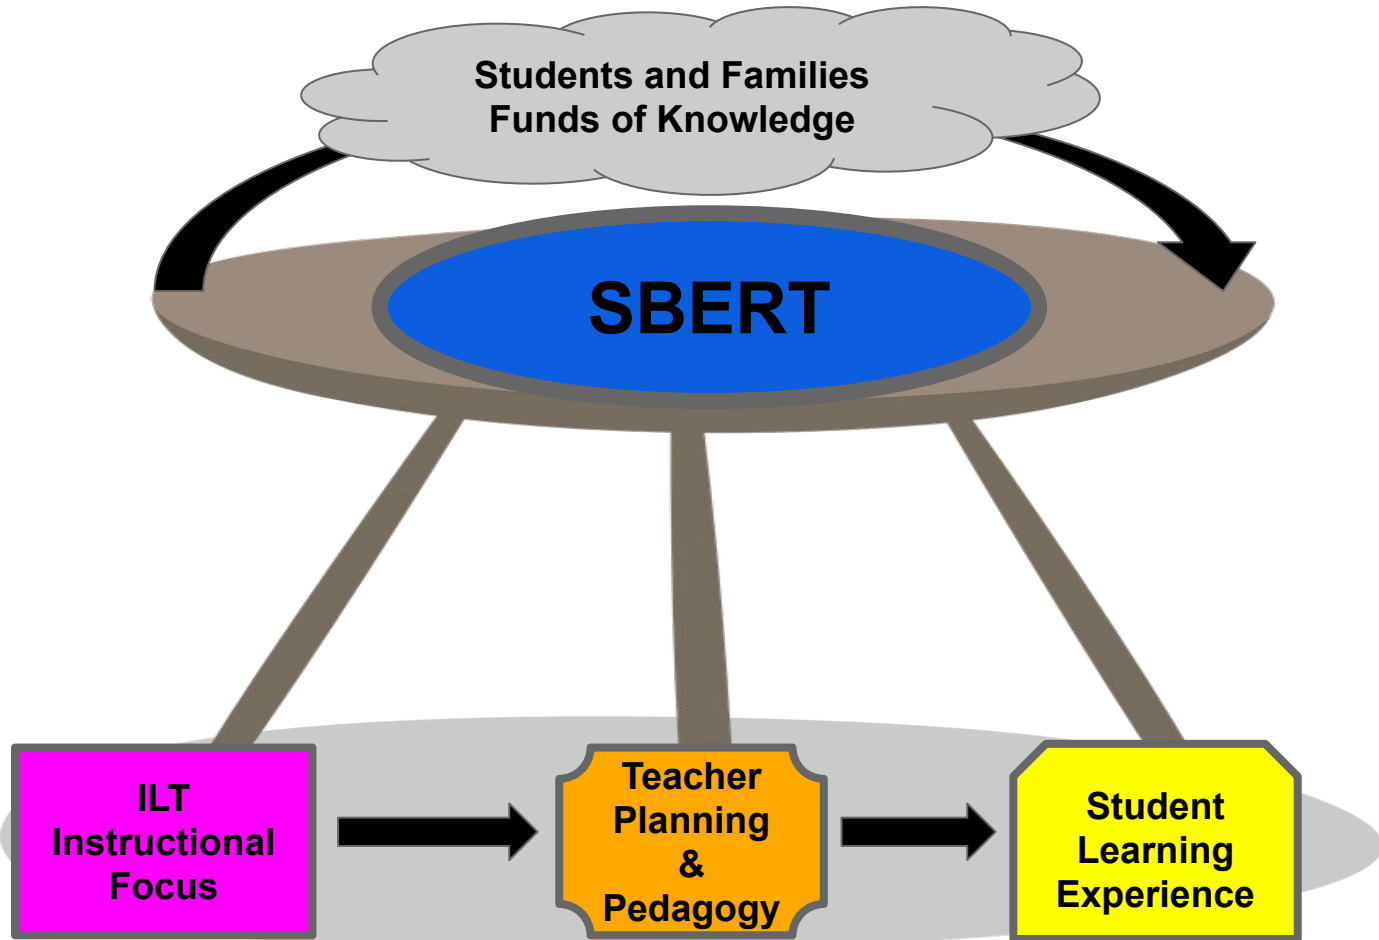 Students and Families
Funds of Knowledge
SBERT
ILT
Instructional
Focus
Teacher
Planning
&
Pedagogy
Student
Learning
Experience